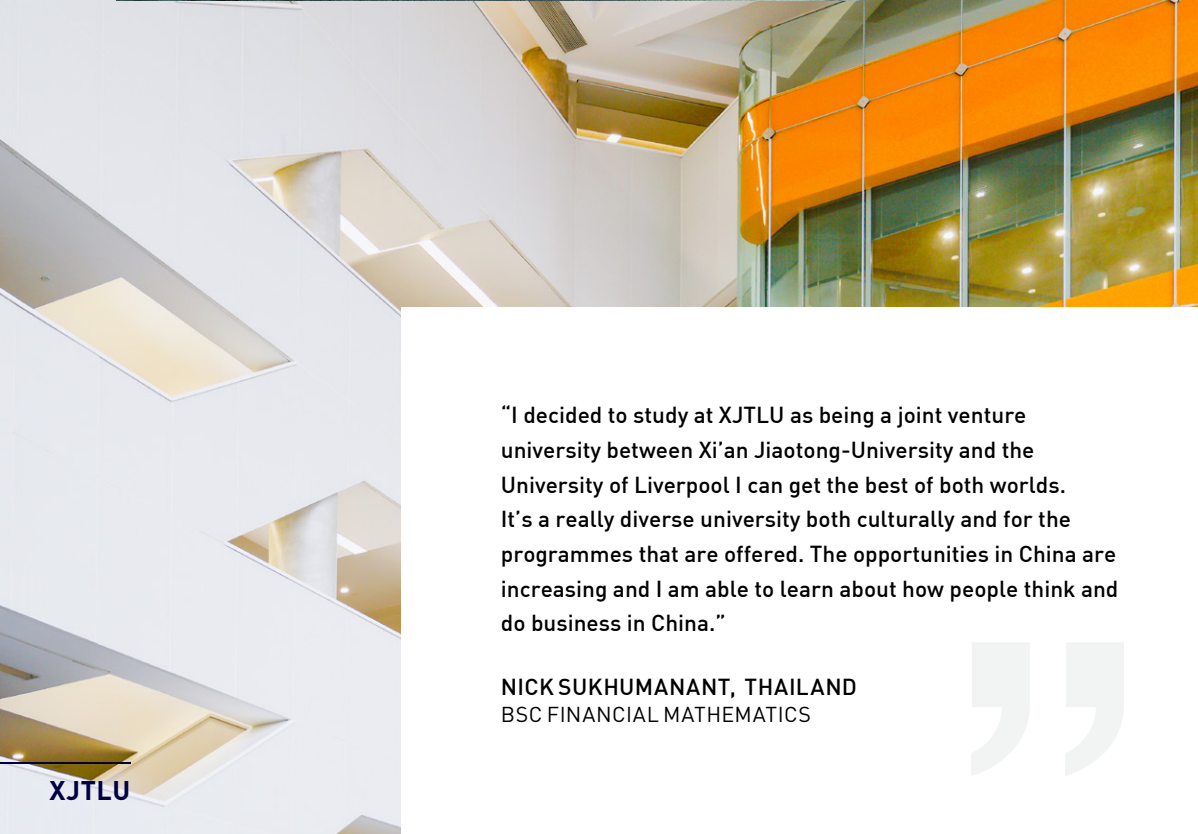 “I decided to study at XJTLU as being a joint venture
university between Xi’an Jiaotong-University and the
University of Liverpool I can get the best of both worlds.
It’s a really diverse university both culturally and for the
programmes that are offered. The opportunities in China are
increasing and I am able to learn about how people think and
do business in China.”
NICK SUKHUMANANT, THAILAND
BSC FINANCIAL MATHEMATICS
XJTLU